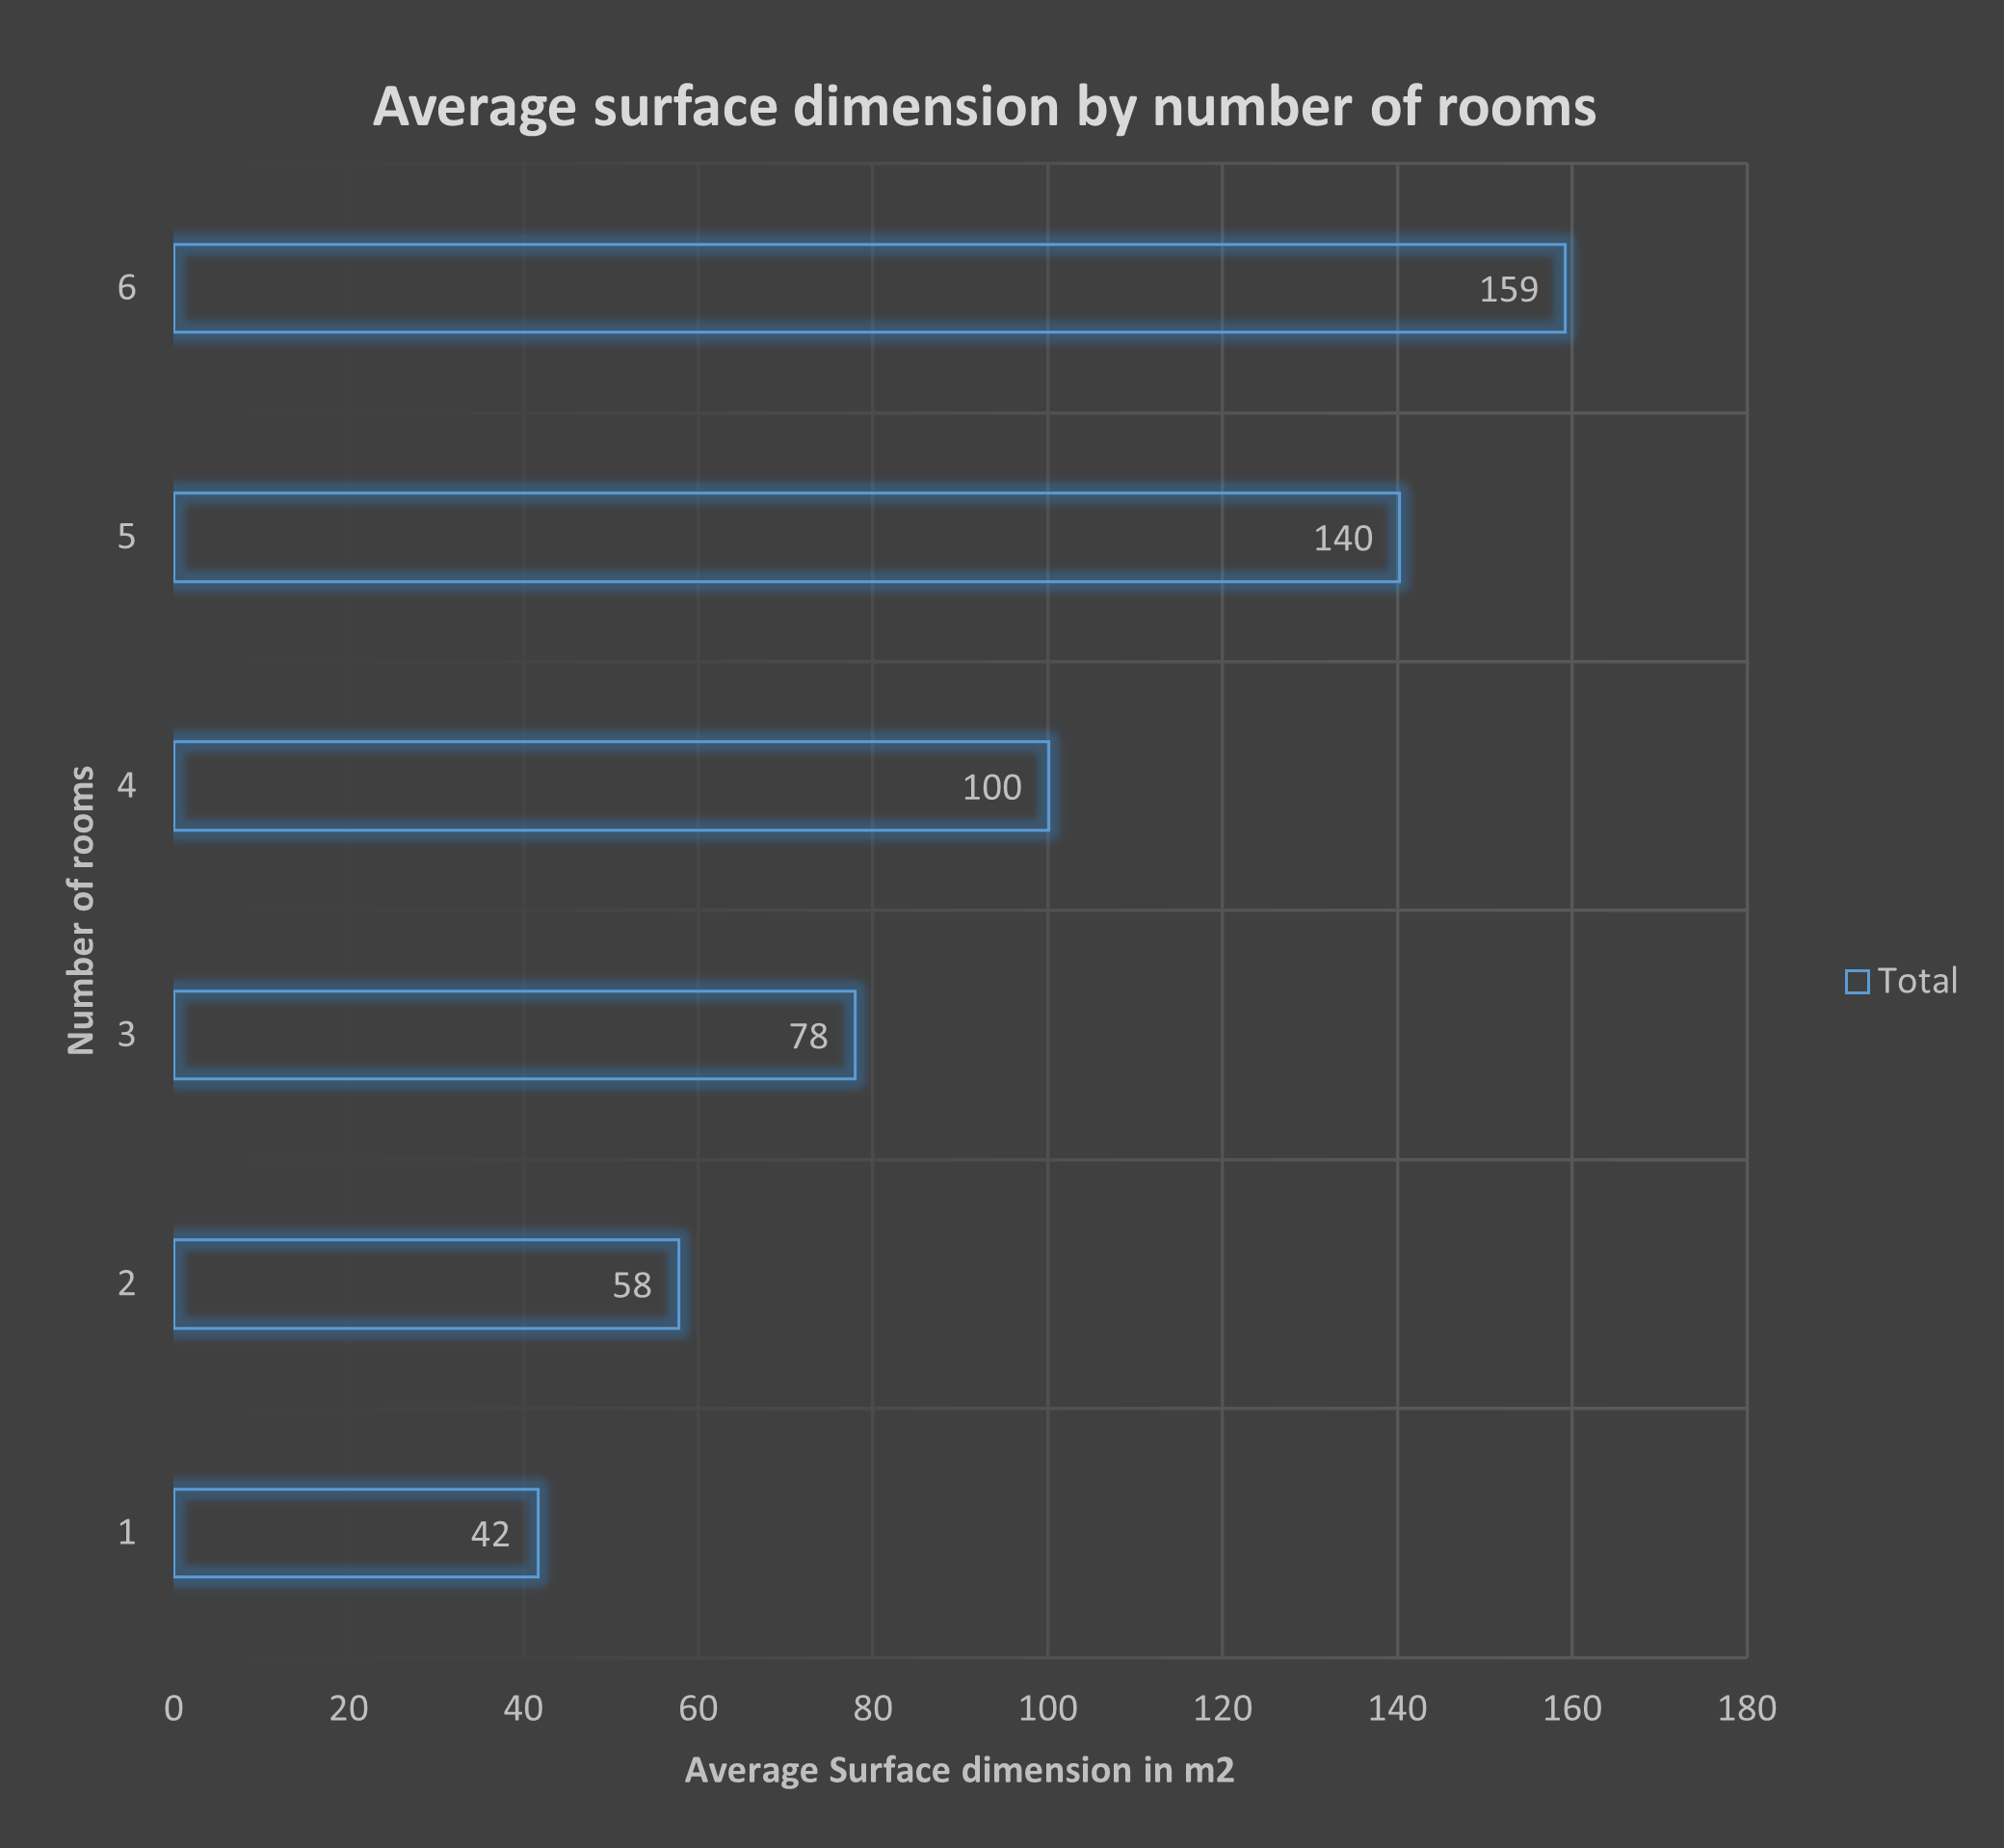 Average surface dimension by number of rooms
6
159
5
140
4
100
3
78
2
58
1
42
Number of rooms
Total
0 20 40 60 80 100 120 140 160 180
Average Surface dimension in m2